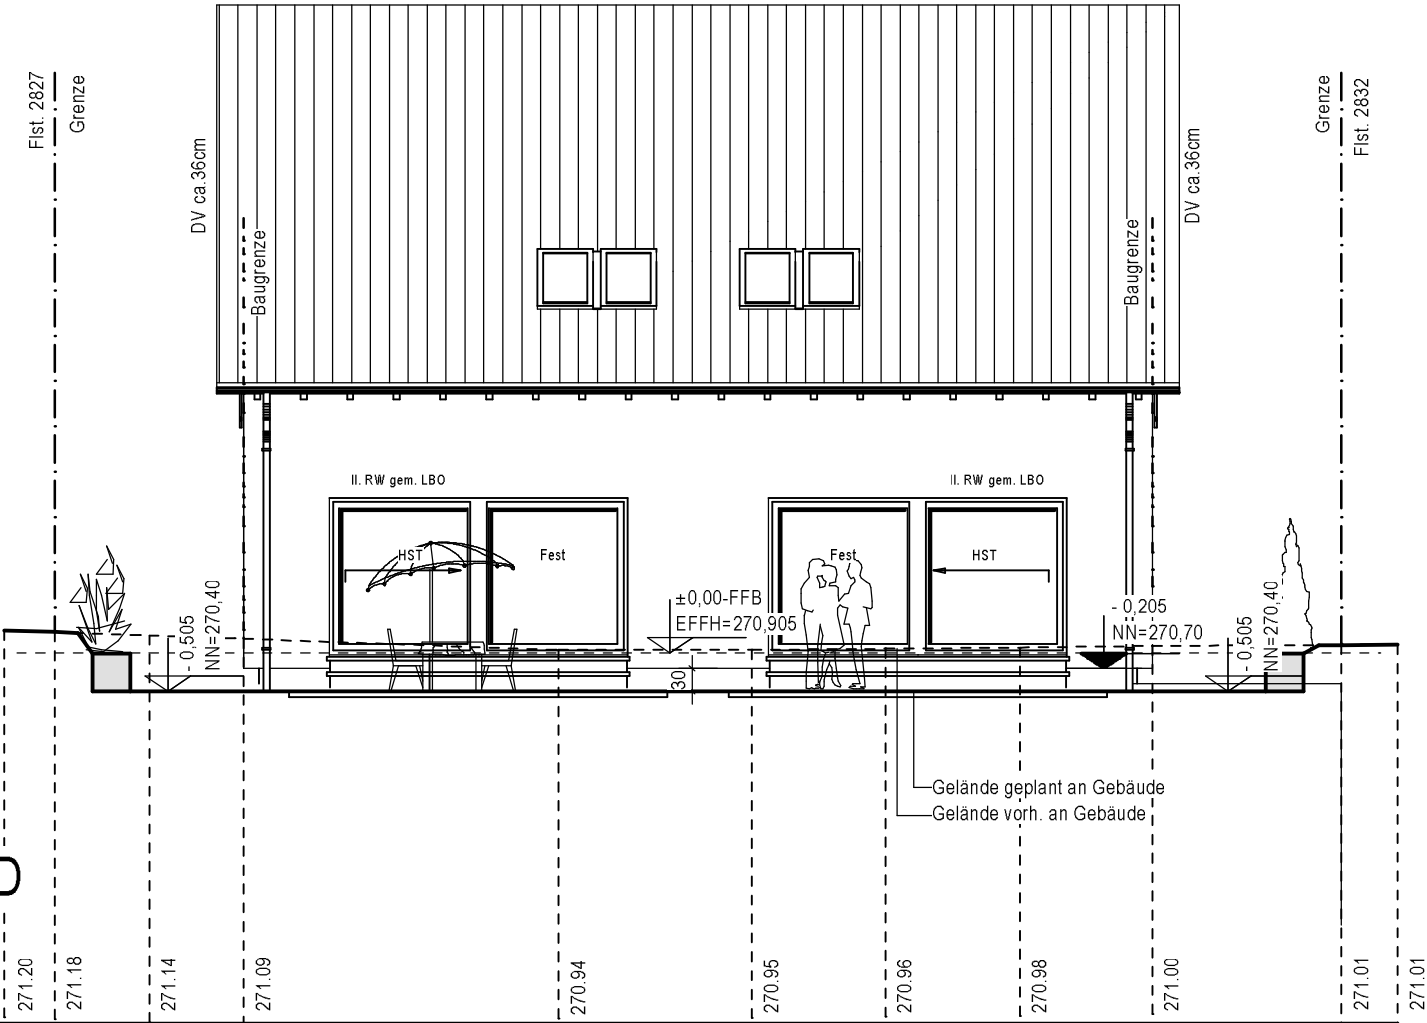 Flst. 2827
Grenze
Grenze
Flst. 2832
DV ca.36cm
DV ca.36cm
Baugrenze
Baugrenze
II. RW gem. LBO
II. RW gem. LBO
HST
Fest
Fest
HST
- 0,505
NN=270,40
±0,00-FFB
EFFH=270,905
- 0,205
NN=270,70
-0,505
NN=270,40
30
Gelände geplant an Gebäude
Gelände vorh. an Gebäude
271.20
271.18
271.14
271.09
270.94
270.95
270.96
270.98
271.00
271.01
271.01